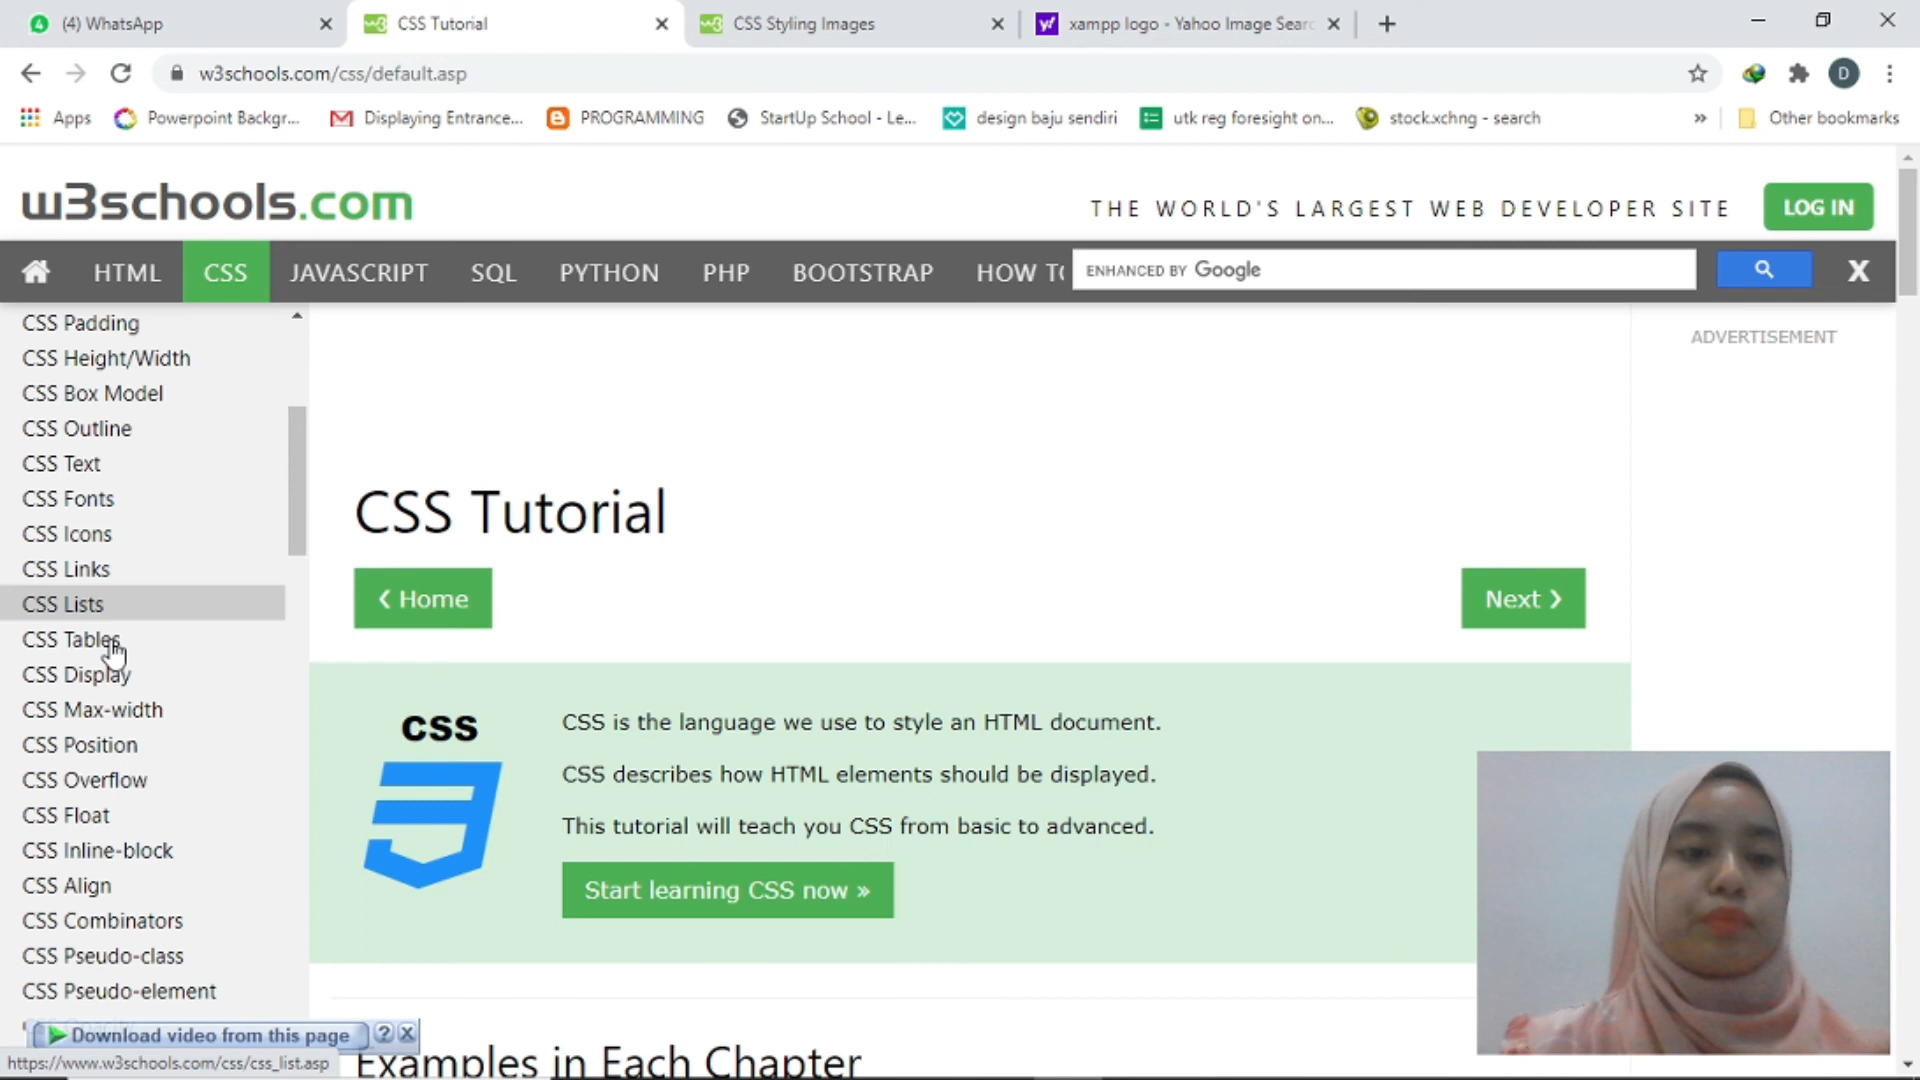 (4) WhatsApp
CSS Tutorial
CSS Styling Images
xampp logo - Yahoo Image Searc
w3schools.com/css/default.asp
D
Apps
Powerpoint Backgr...
Displaying Entrance...
PROGRAMMING
StartUp School - Le...
design baju sendiri
utk reg foresight on...
stock.xchng - search
»
Other bookmarks
w3schools.com
THE WORLD'S LARGEST WEB DEVELOPER SITE
LOG IN
HTML
CSS
JAVASCRIPT
SQL
PYTHON
PHP
BOOTSTRAP
HOW TO
ENHANCED BY Google
X
CSS Padding
CSS Height/Width
CSS Box Model
CSS Outline
CSS Text
CSS Fonts
CSS Icons
CSS Links
CSS Lists
CSS Tables
CSS Display
CSS Max-width
CSS Position
CSS Overflow
CSS Float
CSS Inline-block
CSS Align
CSS Combinators
CSS Pseudo-class
CSS Pseudo-element
Download video from this page
https://www.w3schools.com/css/css_list.asp
ADVERTISEMENT
CSS Tutorial
❮ Home
Next ❯
CSS
CSS is the language we use to style an HTML document.
CSS describes how HTML elements should be displayed.
This tutorial will teach you CSS from basic to advanced.
Start learning CSS now »
Examples in Each Chapter